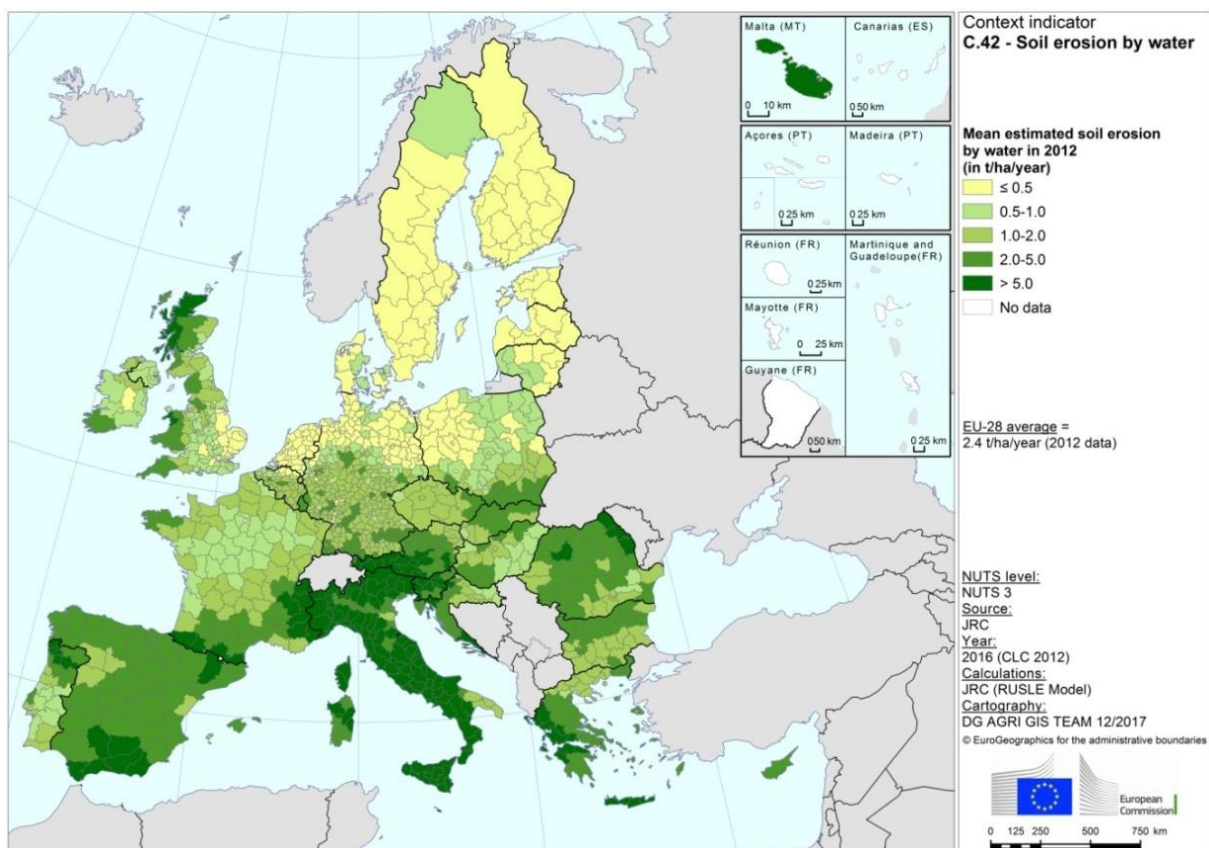 Context indicator
C.42 - Soil erosion by water
Malta (MT)
0 10 km
Canarias (ES)
0 50 km
Açores (PT)
0 25 km
Madeira (PT)
0 25 km
Réunion (FR)
0 25 km
Martinique and
Guadeloupe(FR)
Mayotte (FR)
0 25 km
Guyane (FR)
0 50 km
0 25 km
Mean estimated soil erosion
by water in 2012
(in t/ha/year)
≤ 0.5
0.5-1.0
1.0-2.0
2.0-5.0
> 5.0
No data
EU-28 average =
2.4 t/ha/year (2012 data)
NUTS level:
NUTS 3
Source:
JRC
Year:
2016 (CLC 2012)
Calculations:
JRC (RUSLE Model)
Cartography:
DG AGRI GIS TEAM 12/2017
© EuroGeographics for the administrative boundaries
European
Commission
0 125 250 500 750 km